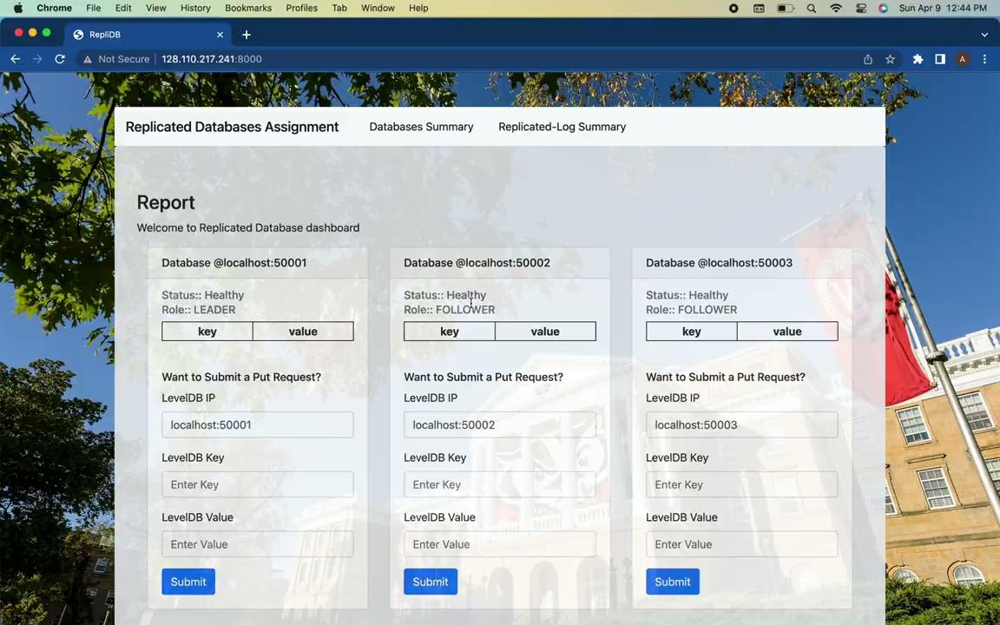 Chrome File Edit View History Bookmarks Profiles Tab Window Help Sun Apr 9 12:44 PM
RepliDB
Not Secure 128.110.217.241:8000 A
Replicated Databases Assignment Databases Summary Replicated-Log Summary
Report
Welcome to Replicated Database dashboard
Database @localhost:50001
Status:: Healthy
Role:: LEADER
key value
Want to Submit a Put Request?
LevelDB IP
localhost:50001
LevelDB Key
Enter Key
LevelDB Value
Enter Value
Submit
Database @localhost:50002
Status:: Healthy
Role:: FOLLOWER
key value
Want to Submit a Put Request?
LevelDB IP
localhost:50002
LevelDB Key
Enter Key
LevelDB Value
Enter Value
Submit
Database @localhost:50003
Status:: Healthy
Role:: FOLLOWER
key value
Want to Submit a Put Request?
LevelDB IP
localhost:50003
LevelDB Key
Enter Key
LevelDB Value
Enter Value
Submit